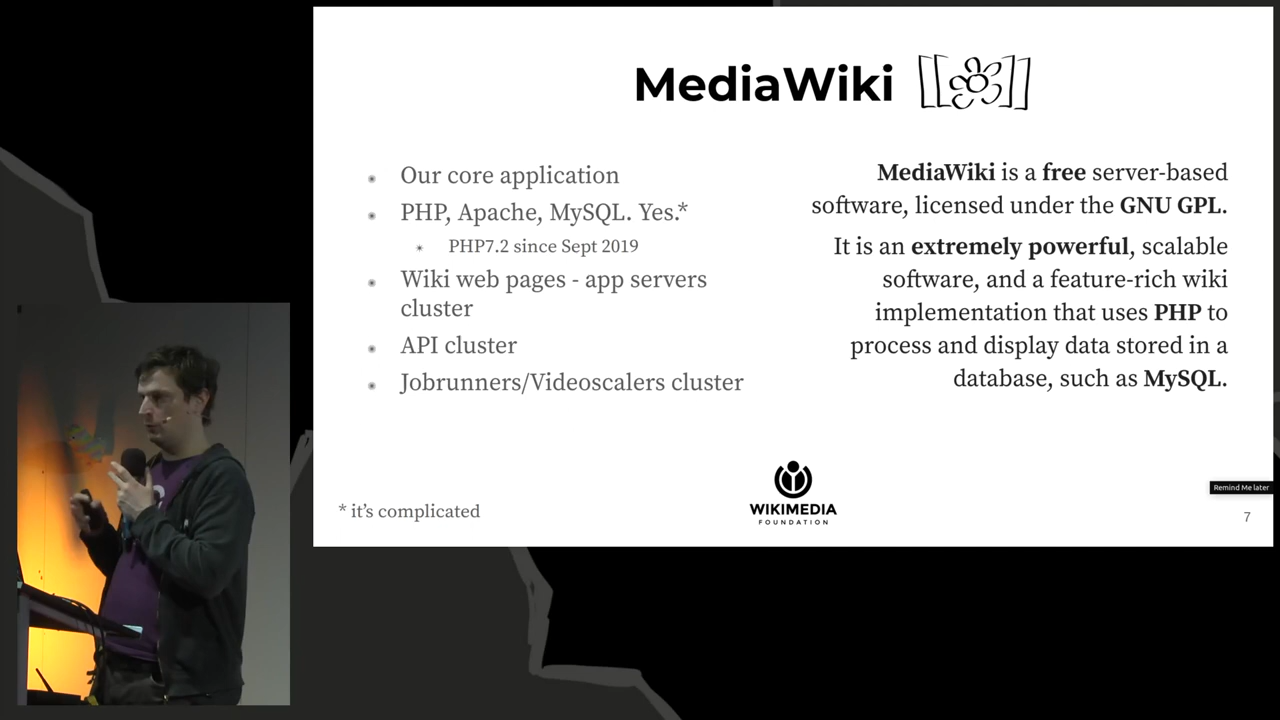 MediaWiki
Our core application
PHP, Apache, MySQL. Yes.*
PHP7.2 since Sept 2019
Wiki web pages - app servers
cluster
API cluster
Jobrunners/Videoscalers cluster
MediaWiki is a free server-based
software, licensed under the GNU GPL.
It is an extremely powerful, scalable
software, and a feature-rich wiki
implementation that uses PHP to
process and display data stored in a
database, such as MySQL.
* it's complicated
WIKIMEDIA
FOUNDATION
Remind Me later
7